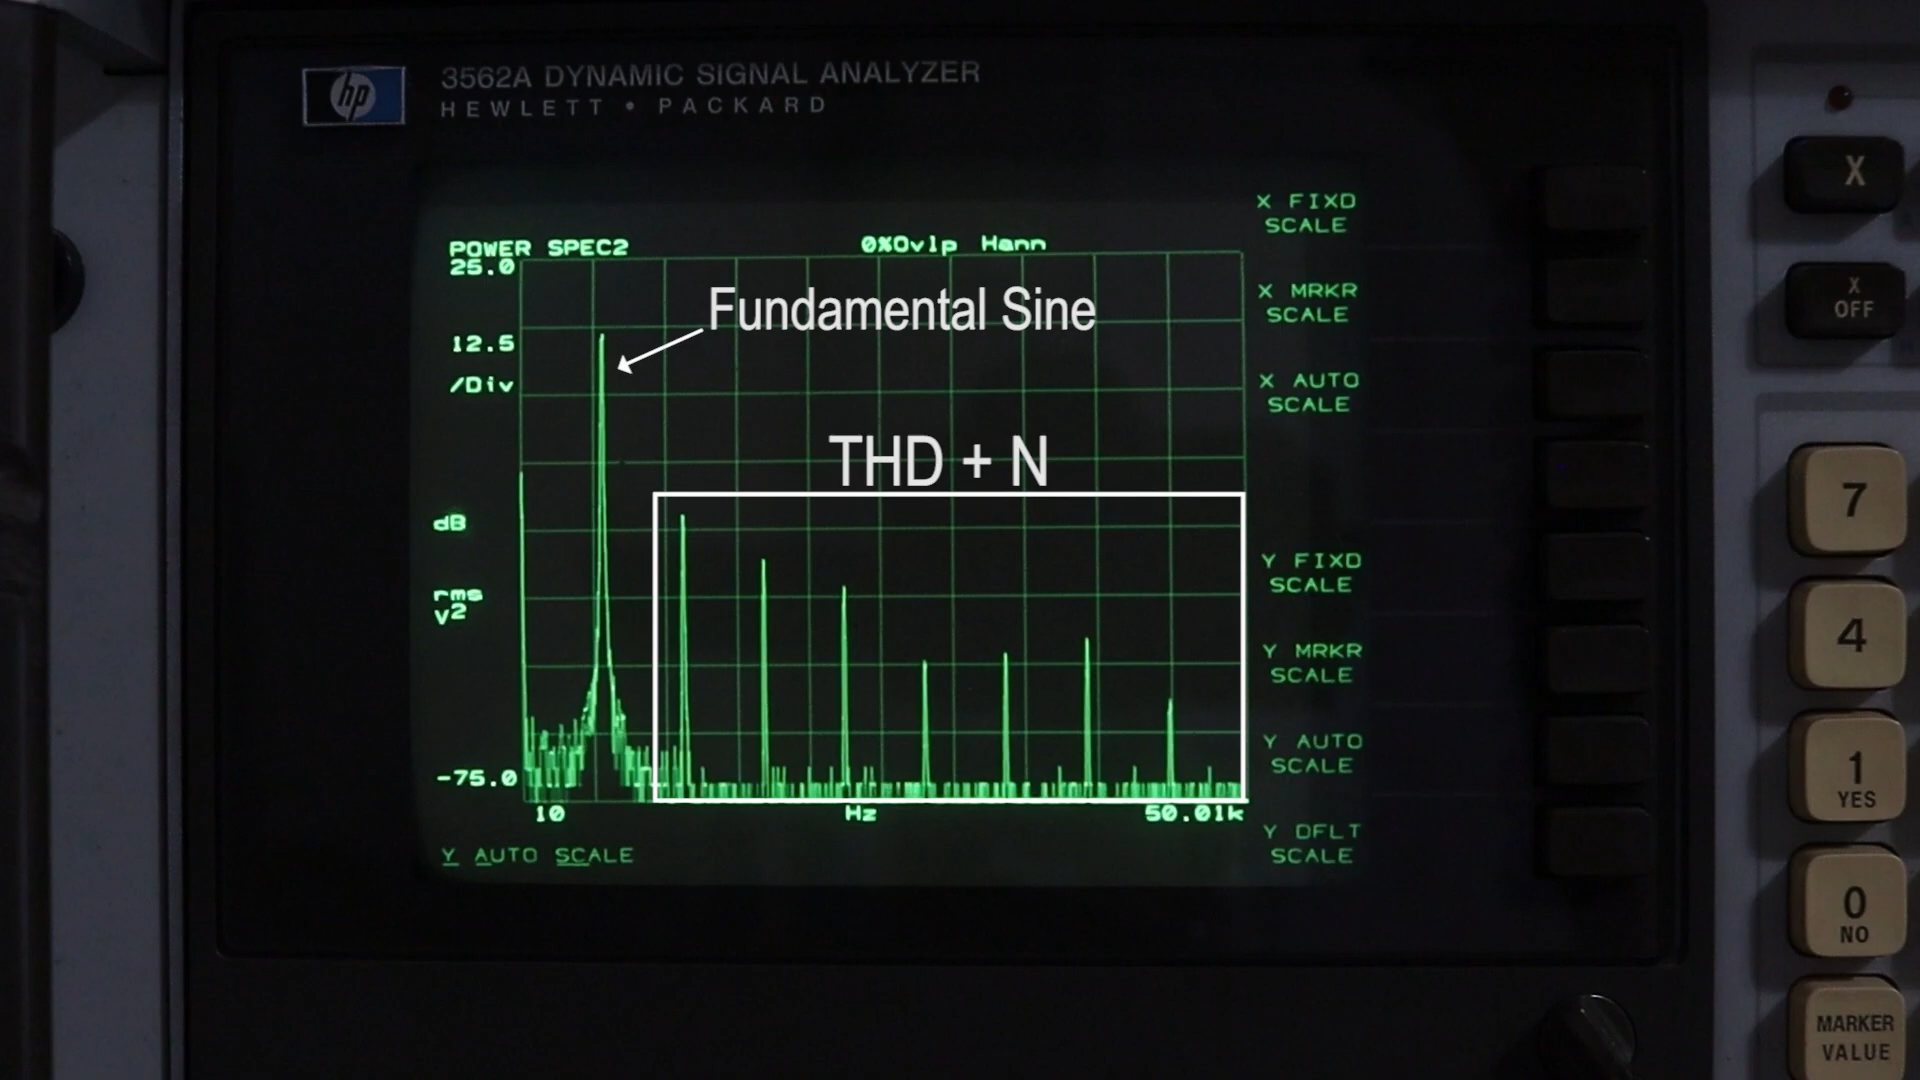 hp
3562A DYNAMIC SIGNAL ANALYZER
HEWLETT • PACKARD
POWER SPEC2
0%Ovlp Hann
25.0
12.5
/Div
dB
rms
V2
-75.0
10
Hz
50.01k
Y AUTO SCALE
Fundamental Sine
THD + N
X FIXD
SCALE
X MRKR
SCALE
X AUTO
SCALE
Y FIXD
SCALE
Y MRKR
SCALE
Y AUTO
SCALE
Y DFLT
SCALE
X
X
OFF
7
4
1
YES
0
NO
MARKER
VALUE